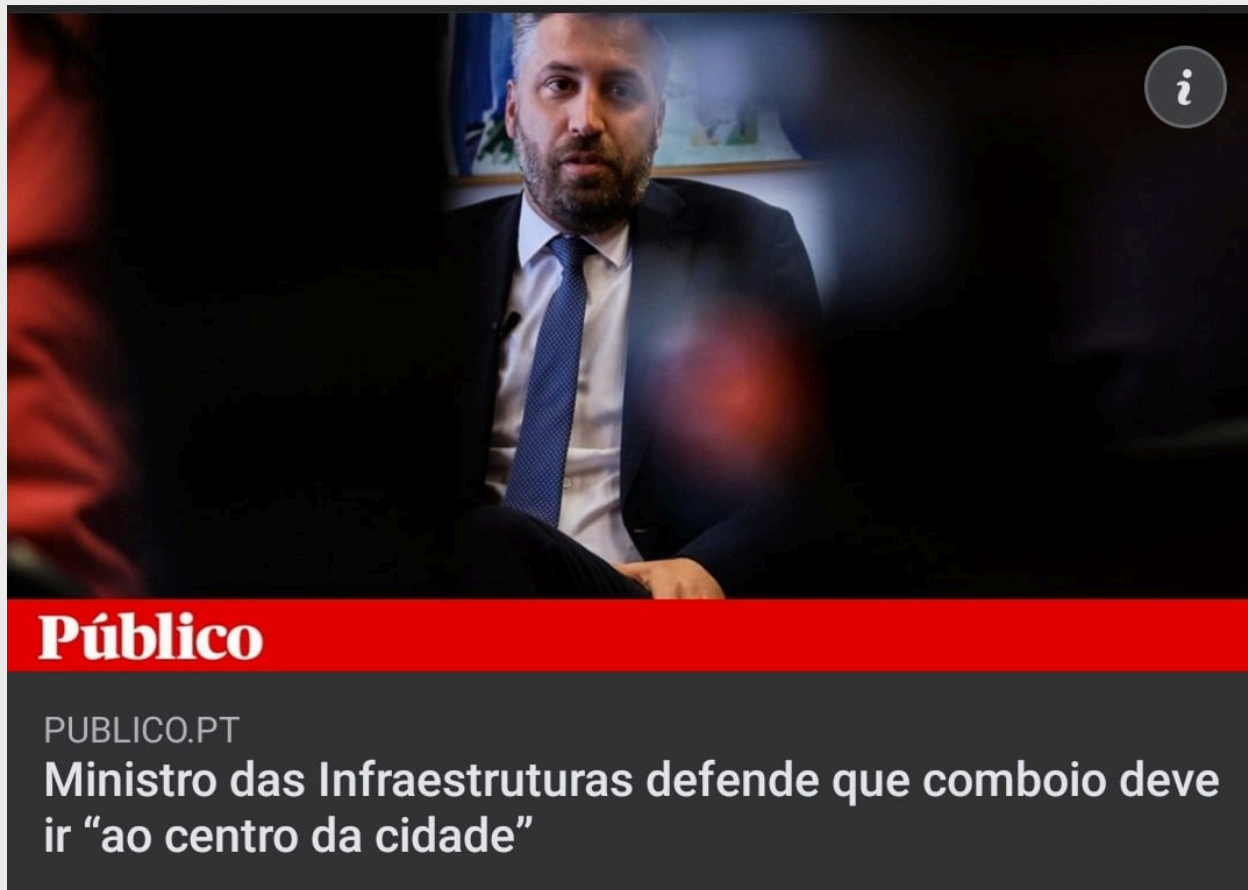 Público
PUBLICO.PT
Ministro das Infraestruturas defende que comboio deve
ir “ao centro da cidade”